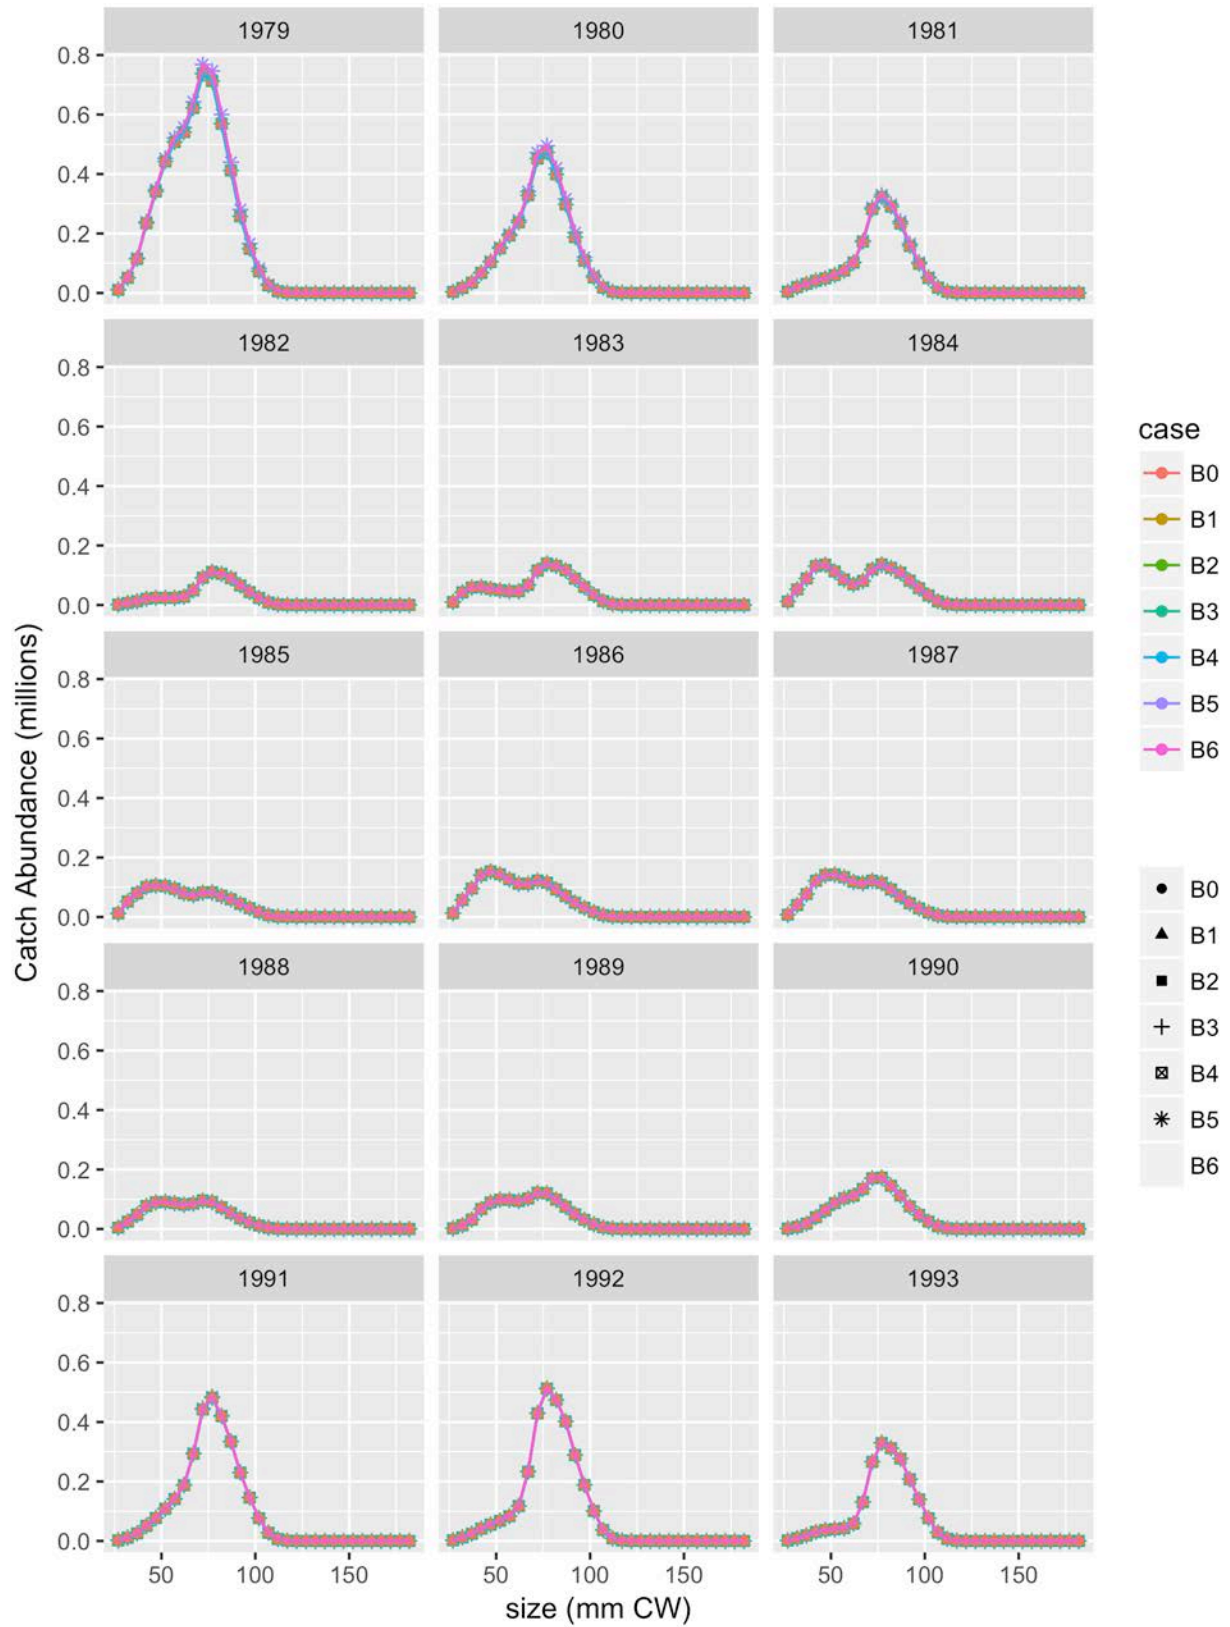 1979 1980 1981
0.8
0.6
0.4
0.2
0.0
1982 1983 1984
0.8
0.6
0.4
0.2
0.0
1985 1986 1987
0.8
0.6
0.4
0.2
0.0
1988 1989 1990
0.8
0.6
0.4
0.2
0.0
1991 1992 1993
0.8
0.6
0.4
0.2
0.0
50 100 150 50 100 150 50 100 150
size (mm CW)
Catch Abundance (millions)
case
B0
B1
B2
B3
B4
B5
B6
B0
B1
B2
B3
B4
B5
B6